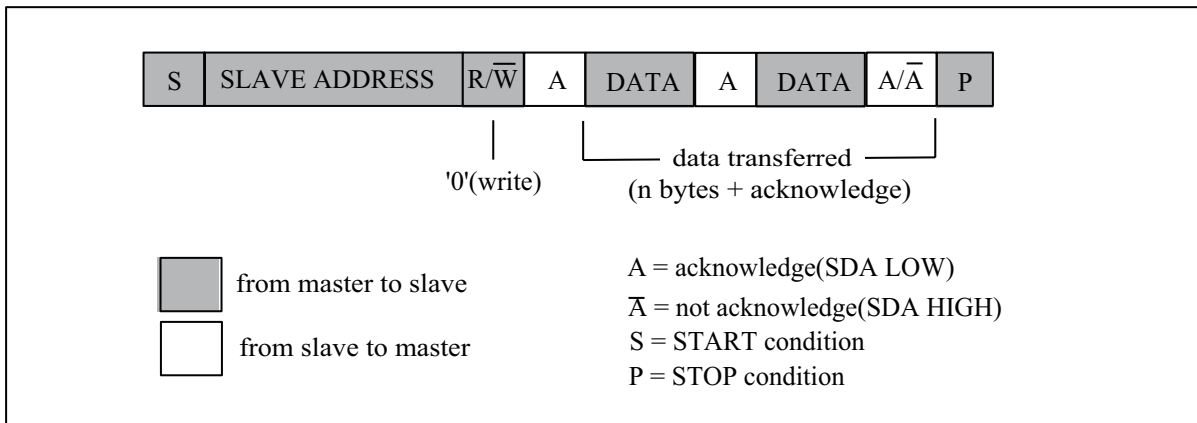 S SLAVE ADDRESS R/W̅ A DATA A DATA A/A̅ P
'0'(write)
data transferred
(n bytes + acknowledge)
from master to slave
from slave to master
A = acknowledge(SDA LOW)
A̅ = not acknowledge(SDA HIGH)
S = START condition
P = STOP condition